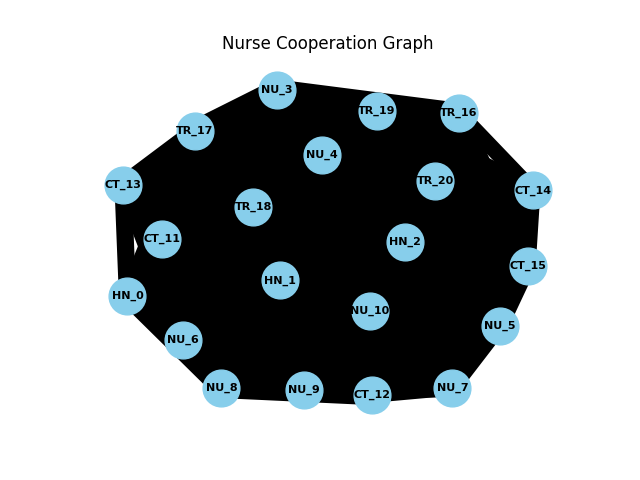 Nurse Cooperation Graph
NU_3
TR_19
TR_16
TR_17
NU_4
TR_20
CT_13
CT_14
TR_18
CT_11
HN_2
CT_15
HN_1
HN_0
NU_10
NU_5
NU_6
NU_8
NU_9
CT_12
NU_7